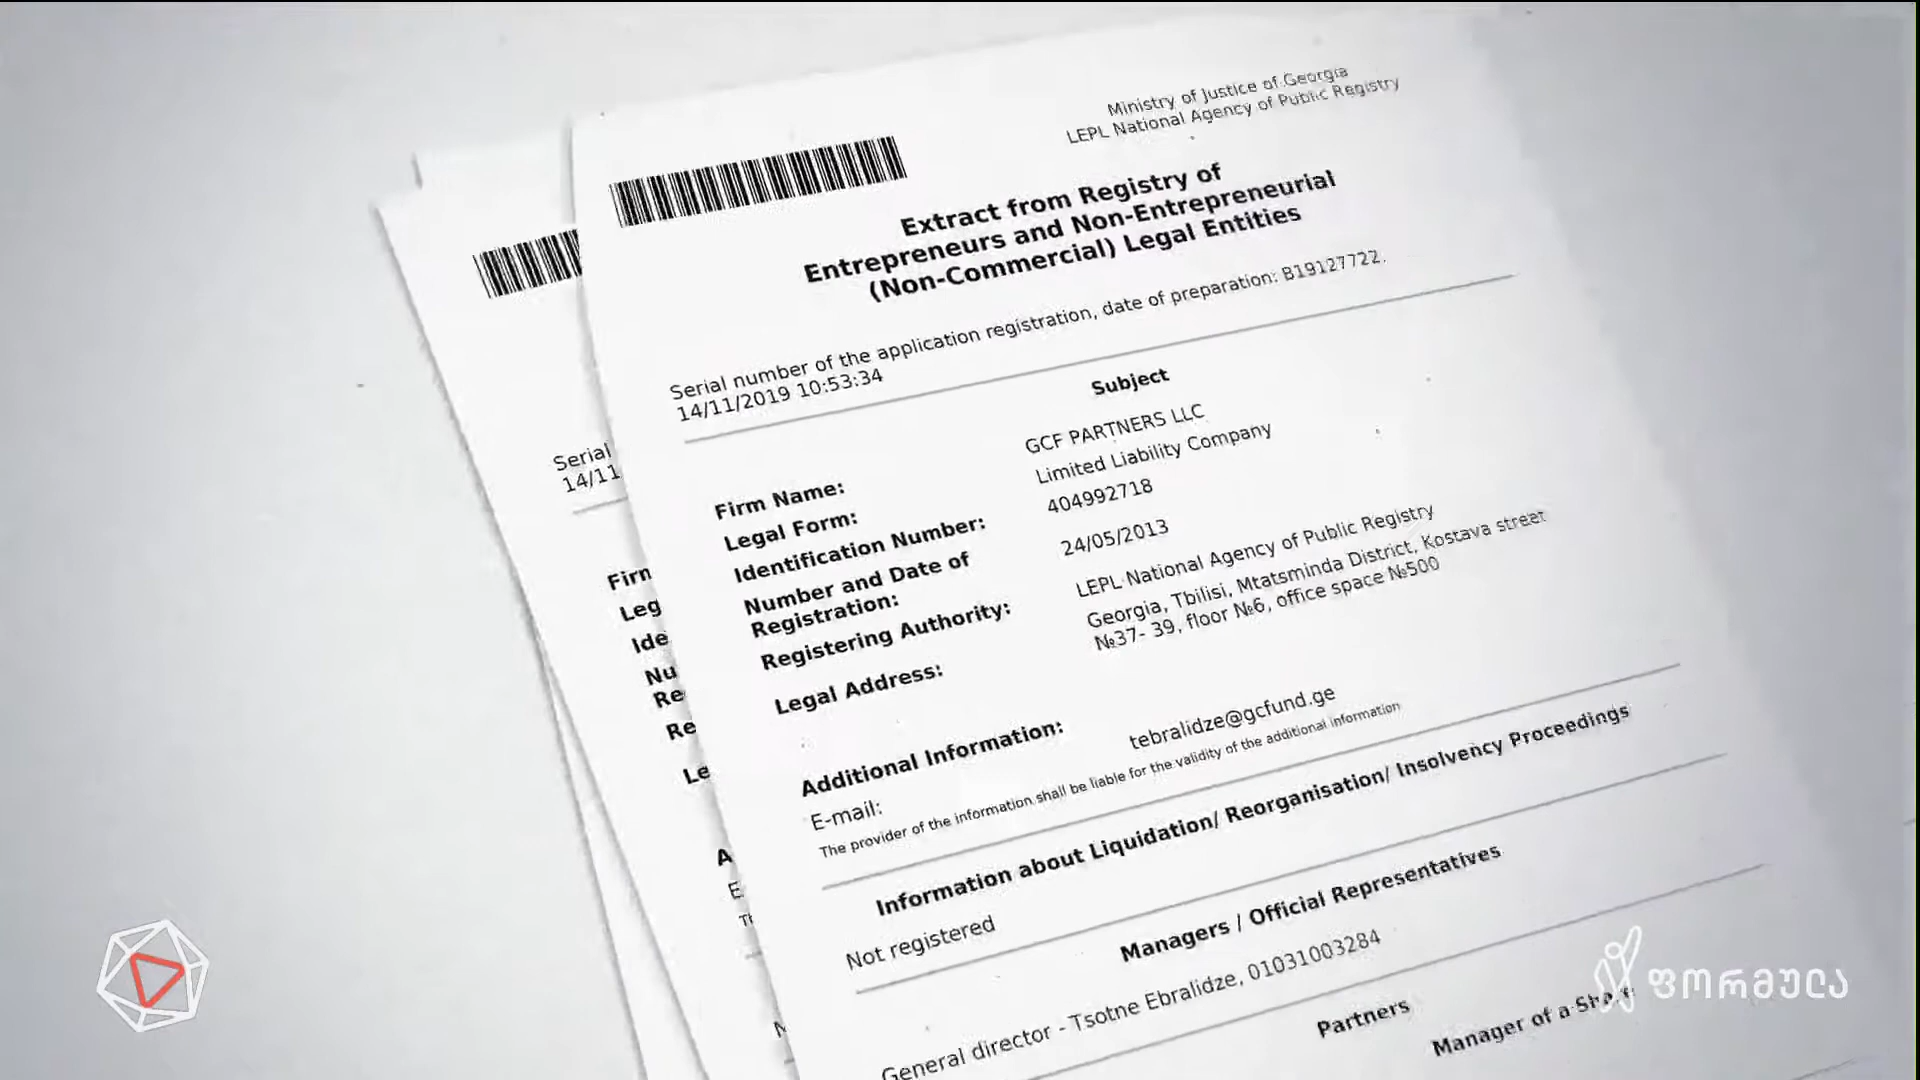 Ministry of Justice of Georgia
LEPL National Agency of Public Registry
Extract from Registry of
Entrepreneurs and Non-Entrepreneurial
(Non-Commercial) Legal Entities
Serial number of the application registration, date of preparation: B19127722,
14/11/2019 10:53:34
Subject
Firm Name: GCF PARTNERS LLC
Legal Form: Limited Liability Company
Identification Number: 404992718
Number and Date of
Registration: 24/05/2013
Registering Authority: LEPL National Agency of Public Registry
Legal Address: Georgia, Tbilisi, Mtatsminda District, Kostava street
№37- 39, floor №6, office space №500
Additional Information:
E-mail: tebralidze@gcfund.ge
The provider of the information shall be liable for the validity of the additional information
Information about Liquidation/ Reorganisation/ Insolvency Proceedings
Not registered
Managers / Official Representatives
General director - Tsotne Ebralidze, 01031003284
Partners
Manager of a
Serial
14/11
Firm
Leg
Ide
Nu
Re
Re
Le
A
E
Th
N
ფორმულა